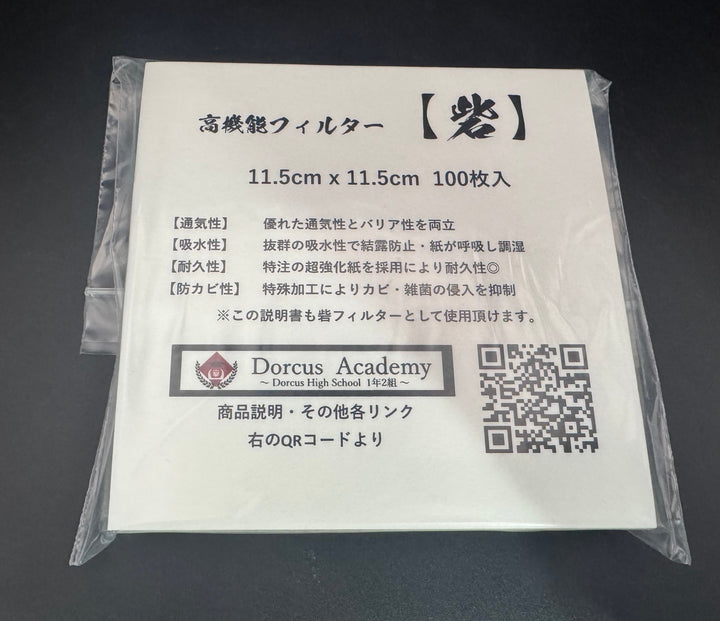 高機能フィルター 【砦】
11.5cm x 11.5cm 100枚入
【通気性】 優れた通気性とバリア性を両立
【吸水性】 抜群の吸水性で結露防止・紙が呼吸し調湿
【耐久性】 特注の超強化紙を採用により耐久性◎
【防カビ性】 特殊加工によりカビ・雑菌の侵入を抑制
※この説明書も砦フィルターとして使用頂けます。
Dorcus Academy
～ Dorcus High School 1年2組 ～
商品説明・その他各リンク
右のQRコードより